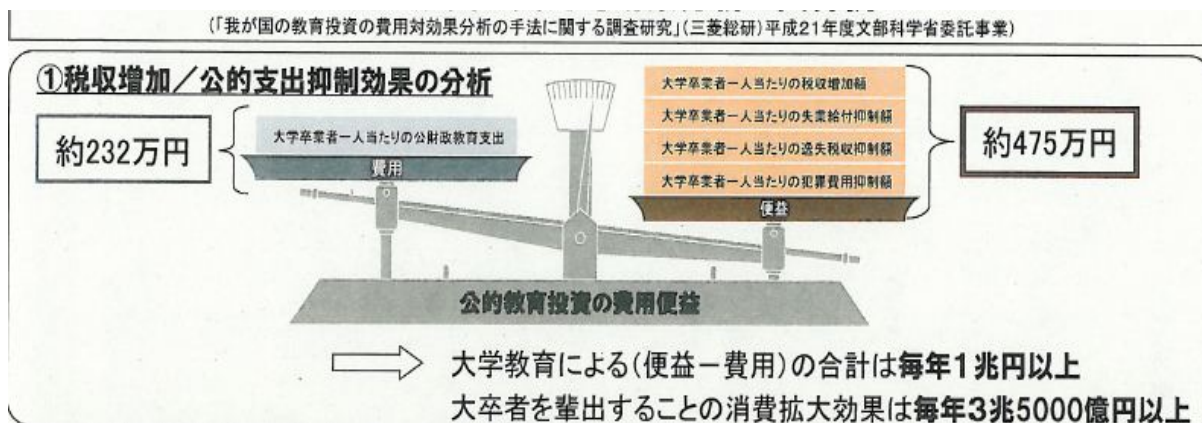 (「我が国の教育投資の費用対効果分析の手法に関する調査研究」(三菱総研)平成21年度文部科学省委託事業)
①税収増加/公的支出抑制効果の分析
約232万円
大学卒業者一人当たりの公財政教育支出
費用
大学卒業者一人当たりの税収増加額
大学卒業者一人当たりの失業給付抑制額
大学卒業者一人当たりの逸失税収抑制額
大学卒業者一人当たりの犯罪費用抑制額
便益
約475万円
公的教育投資の費用便益
大学教育による(便益-費用)の合計は毎年1兆円以上
大卒者を輩出することの消費拡大効果は毎年3兆5000億円以上